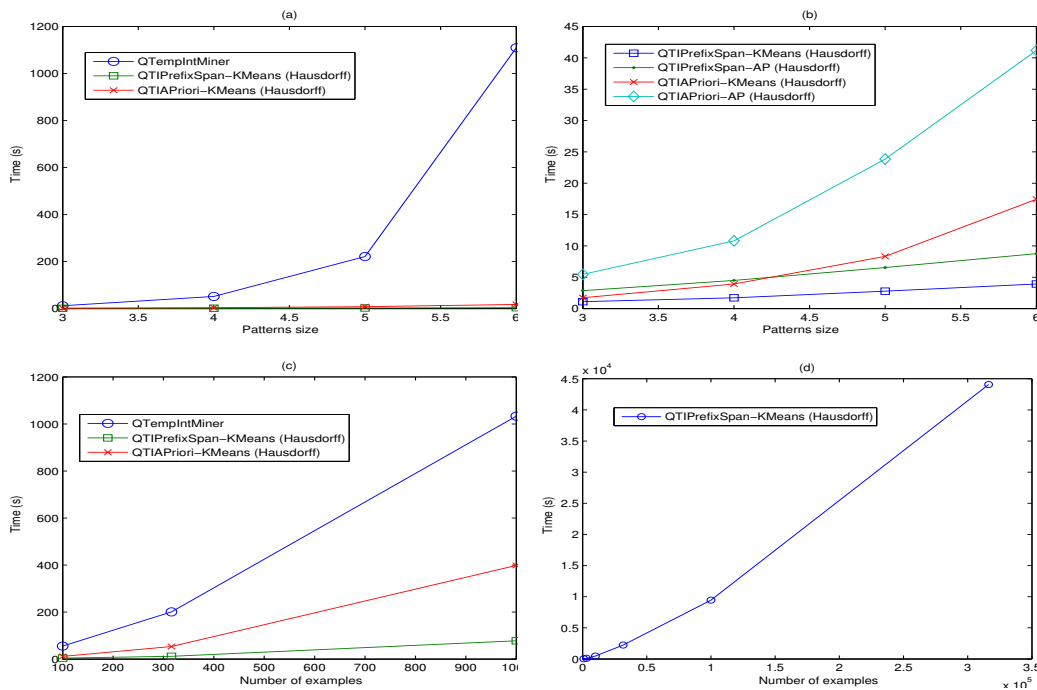 (a)
1200
1000
800
600
400
200
0
Time (s)
3
3.5
4
4.5
5
5.5
6
Patterns size
QTempIntMiner
QTIPrefixSpan−KMeans (Hausdorff)
QTIAPriori−KMeans (Hausdorff)
(b)
45
40
35
30
25
20
15
10
5
0
Time (s)
3
3.5
4
4.5
5
5.5
6
Patterns size
QTIPrefixSpan−KMeans (Hausdorff)
QTIPrefixSpan−AP (Hausdorff)
QTIAPriori−KMeans (Hausdorff)
QTIAPriori−AP (Hausdorff)
(c)
1200
1000
800
600
400
200
0
Time (s)
100
200
300
400
500
600
700
800
900
1000
Number of examples
QTempIntMiner
QTIPrefixSpan−KMeans (Hausdorff)
QTIAPriori−KMeans (Hausdorff)
(d)
x 10^4
4.5
4
3.5
3
2.5
2
1.5
1
0.5
0
Time (s)
0
0.5
1
1.5
2
2.5
3
3.5
x 10^5
Number of examples
QTIPrefixSpan−KMeans (Hausdorff)